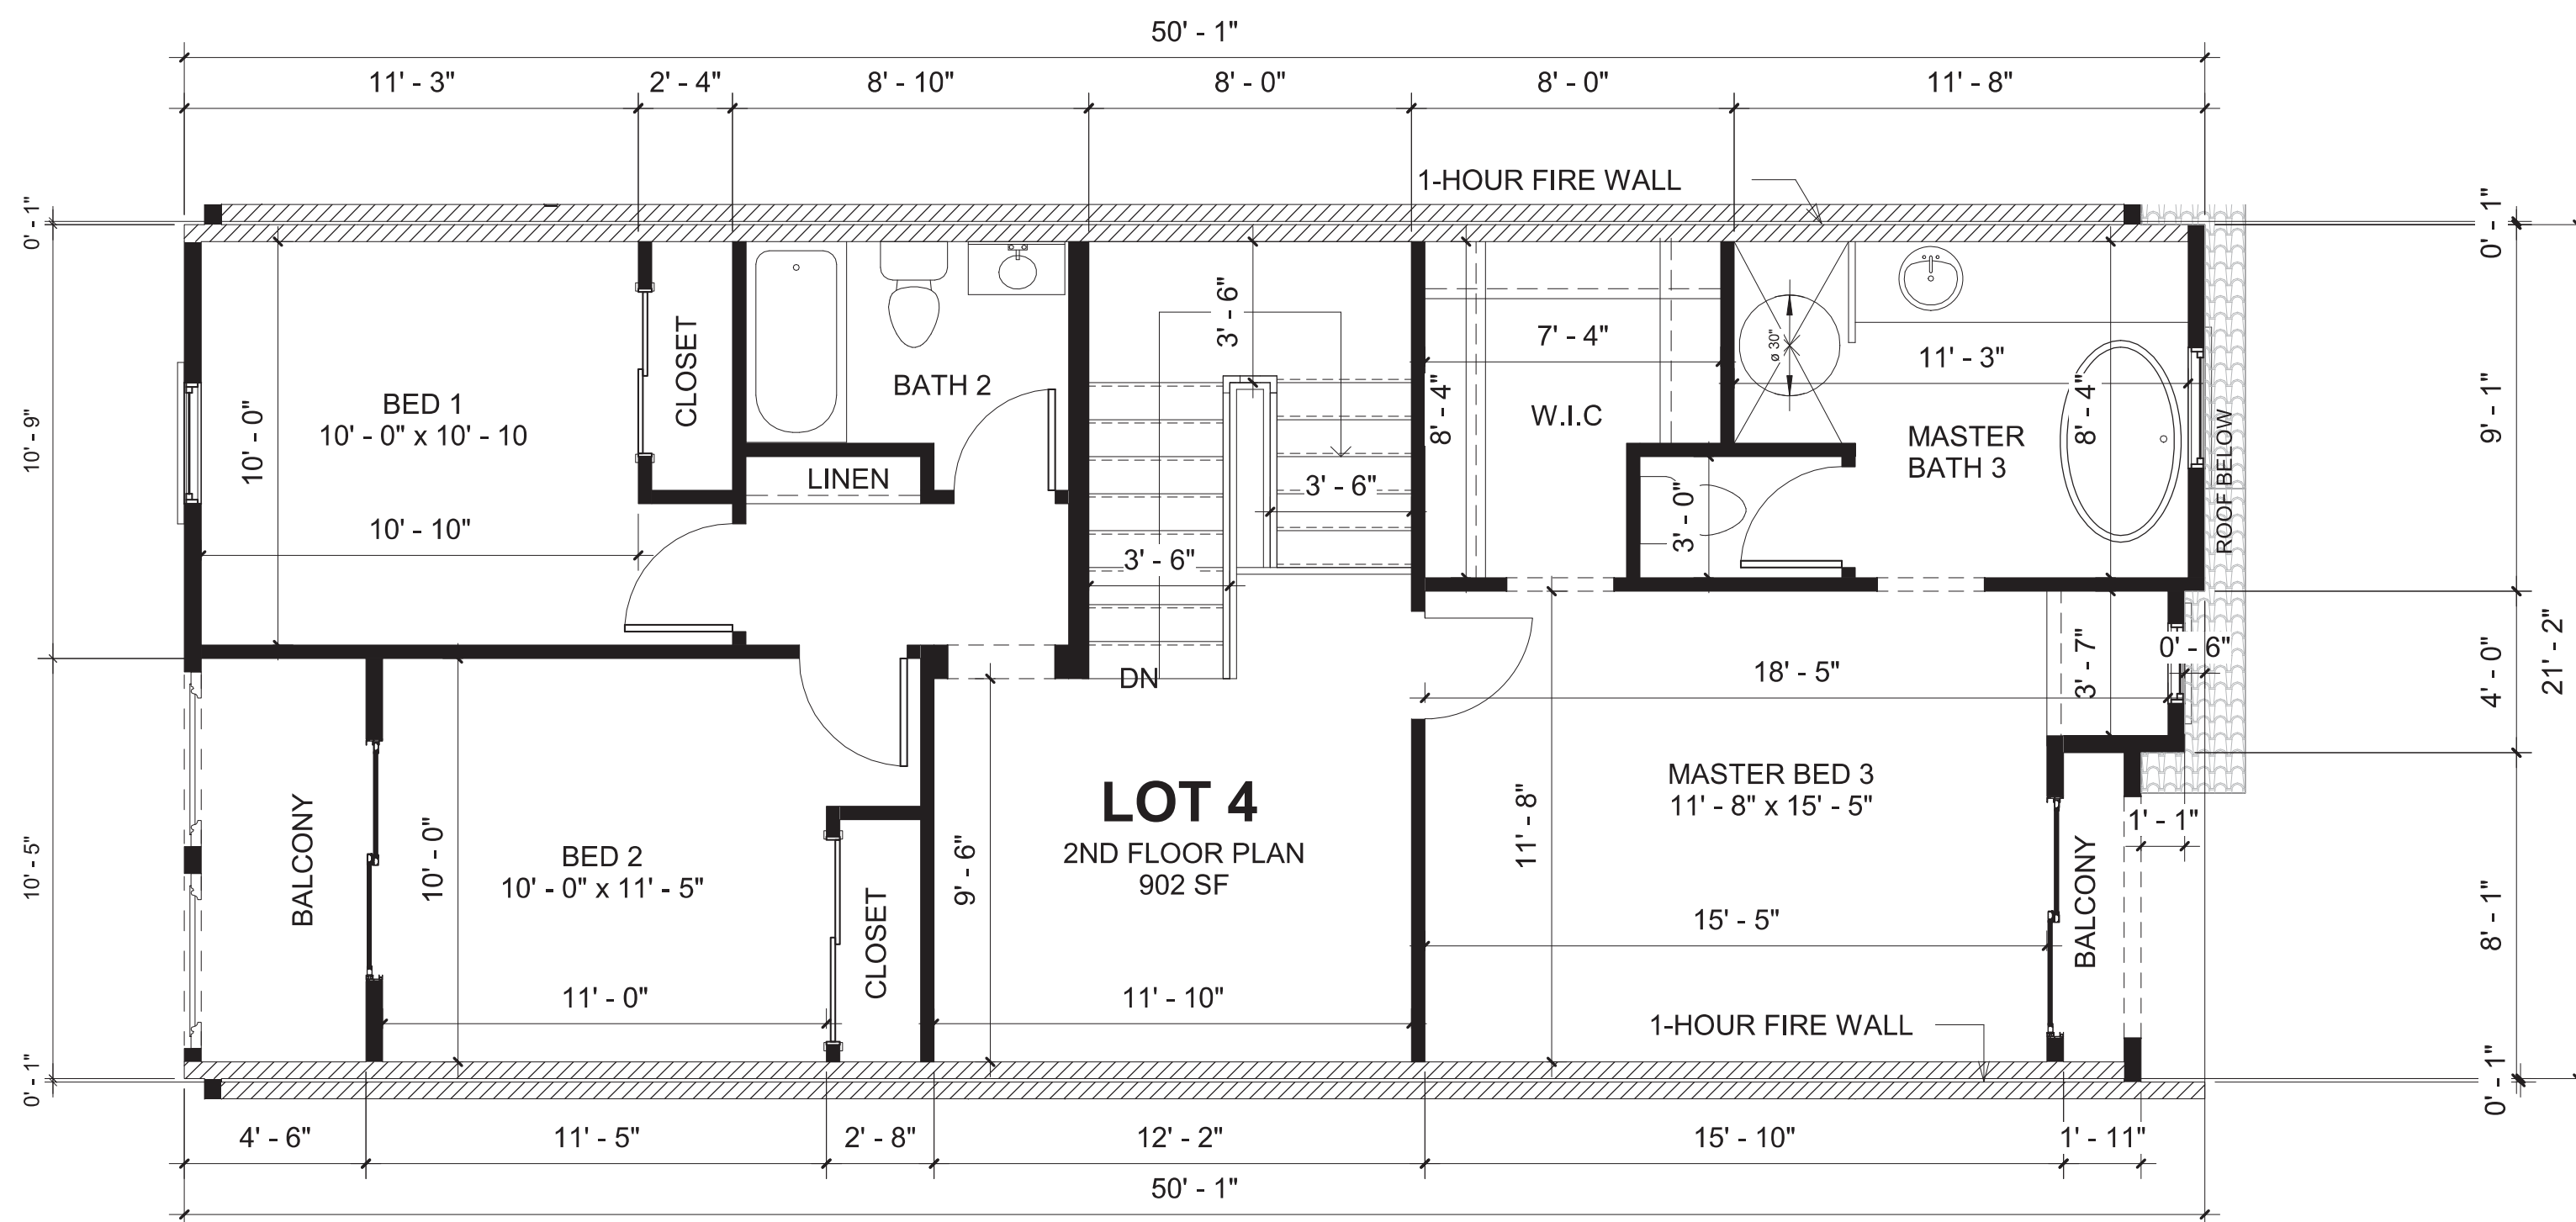 50' - 1"
11' - 3"
2' - 4"
8' - 10"
8' - 0"
8' - 0"
11' - 8"
1-HOUR FIRE WALL
0' - 1"
0' - 1"
3' - 6"
7' - 4"
ø 30"
11' - 3"
CLOSET
BATH 2
8' - 4"
8' - 4"
BED 1
10' - 0" x 10' - 10
10' - 9"
10' - 0"
W.I.C
9' - 1"
MASTER
BATH 3
ROOF BELOW
LINEN
3' - 6"
3' - 0"
10' - 10"
3' - 6"
DN
18' - 5"
3' - 7"
0' - 6"
4' - 0"
21' - 2"
LOT 4
2ND FLOOR PLAN
902 SF
MASTER BED 3
11' - 8" x 15' - 5"
1' - 1"
BALCONY
10' - 0"
BED 2
10' - 0" x 11' - 5"
10' - 5"
9' - 6"
11' - 8"
CLOSET
15' - 5"
BALCONY
8' - 1"
11' - 0"
11' - 10"
1-HOUR FIRE WALL
0' - 1"
0' - 1"
4' - 6"
11' - 5"
2' - 8"
12' - 2"
15' - 10"
1' - 11"
50' - 1"